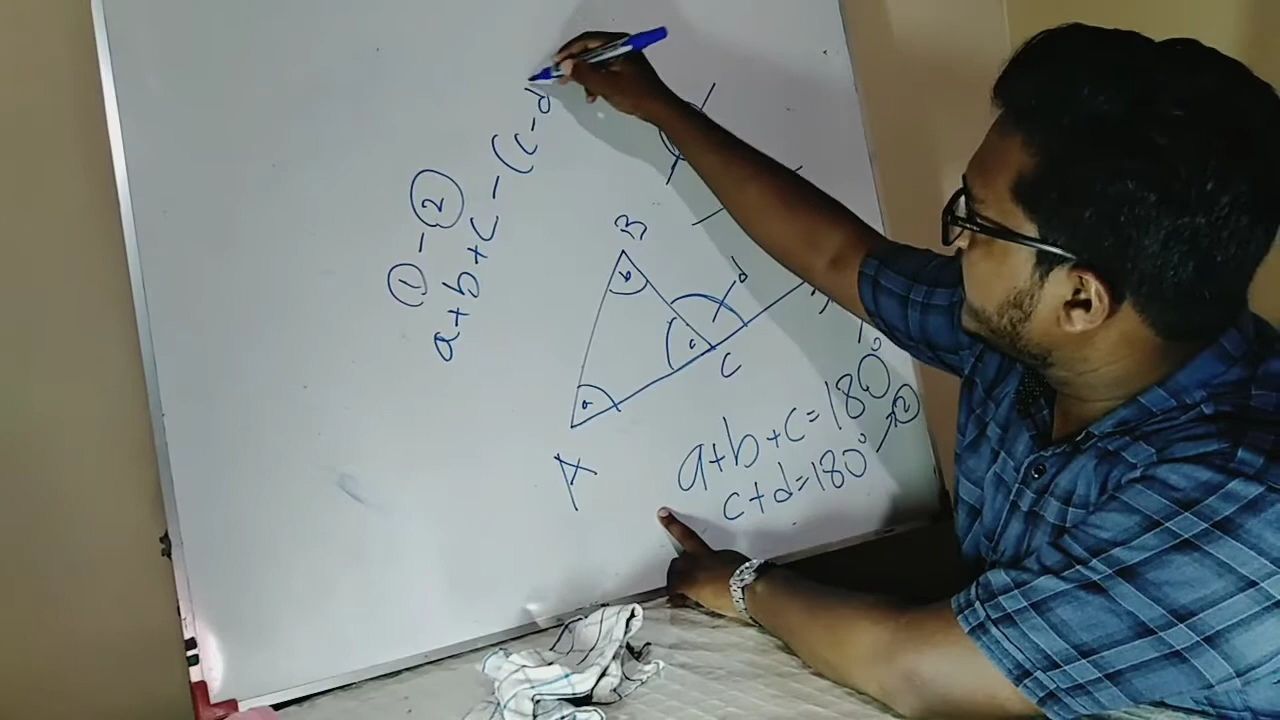 ① - ②
a+b+c-(c-d
B
b
d
a
c
C
A
a+b+c=180°
c+d=180° → ②